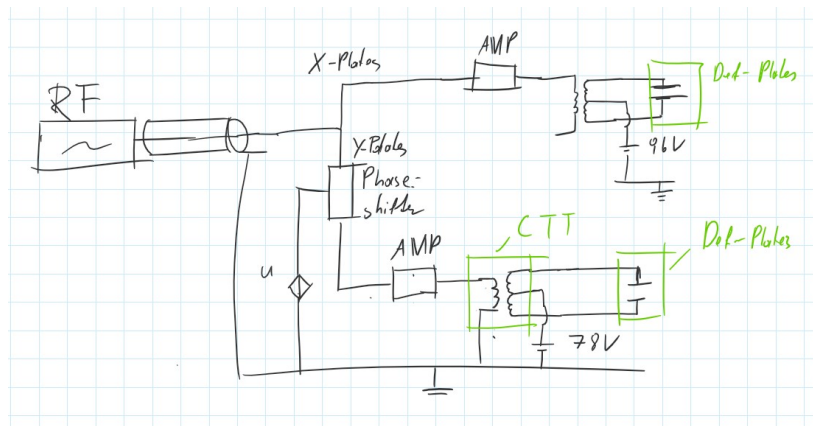 AMP
X-Plates
Def-Plates
RF
96V
Y-Plates
Phase-
shifter
CTT
AMP
Def-Plates
u
78V